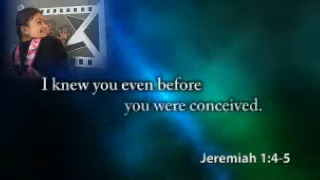 I knew you even before
you were conceived.
Jeremiah 1:4-5